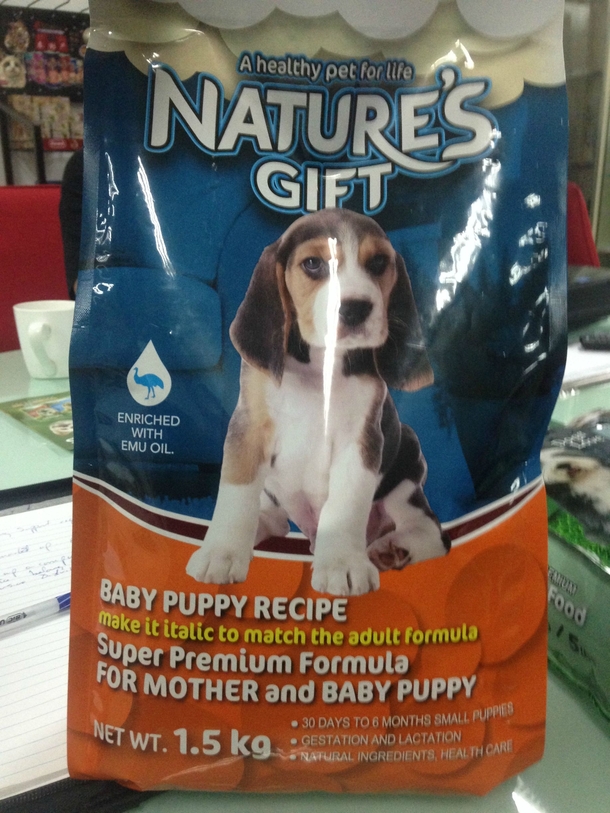 A healthy pet for life
NATURE'S
GIFT
ENRICHED
WITH
EMU OIL.
BABY PUPPY RECIPE
make it italic to match the adult formula
Super Premium Formula
FOR MOTHER and BABY PUPPY
NET WT. 1.5 kg
• 30 DAYS TO 6 MONTHS SMALL PUPPIES
• GESTATION AND LACTATION
• NATURAL INGREDIENTS, HEALTH CARE
Food